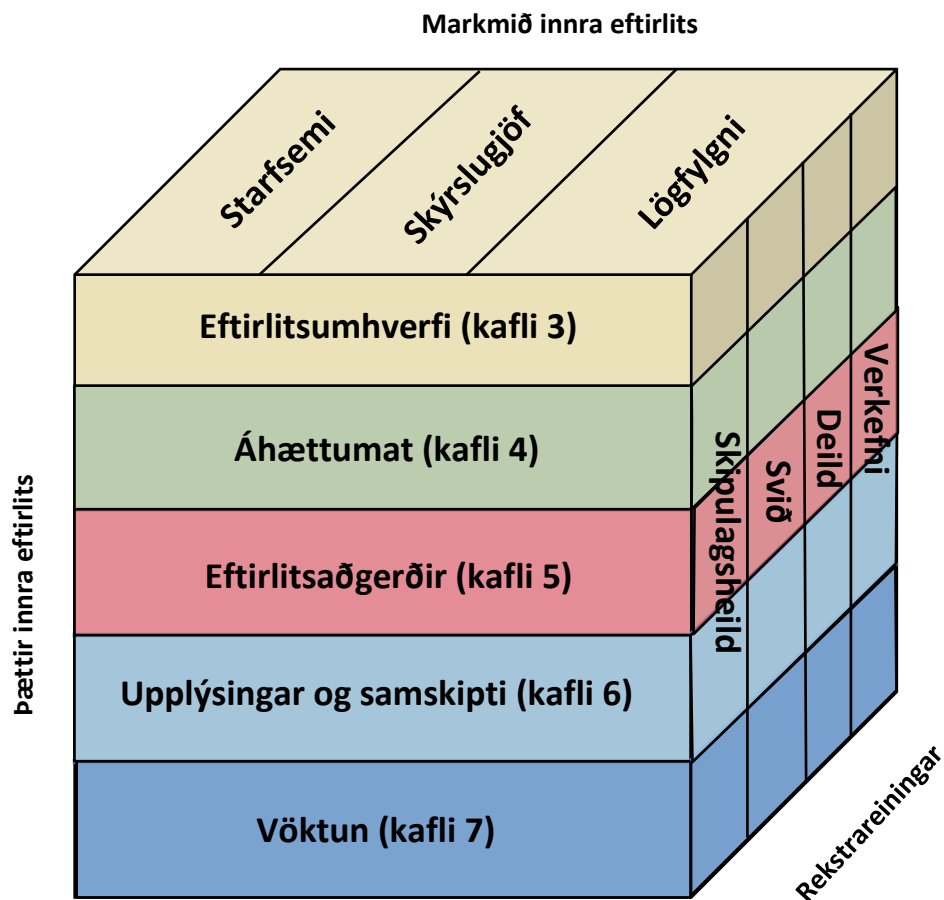 Markmið innra eftirlits
Starfsemi
Skýrslugjöf
Lögfylgni
Þættir innra eftirlits
Eftirlitsumhverfi (kafli 3)
Áhættumat (kafli 4)
Eftirlitsaðgerðir (kafli 5)
Upplýsingar og samskipti (kafli 6)
Vöktun (kafli 7)
Skipulagsheild
Svið
Deild
Verkefni
Rekstrareiningar